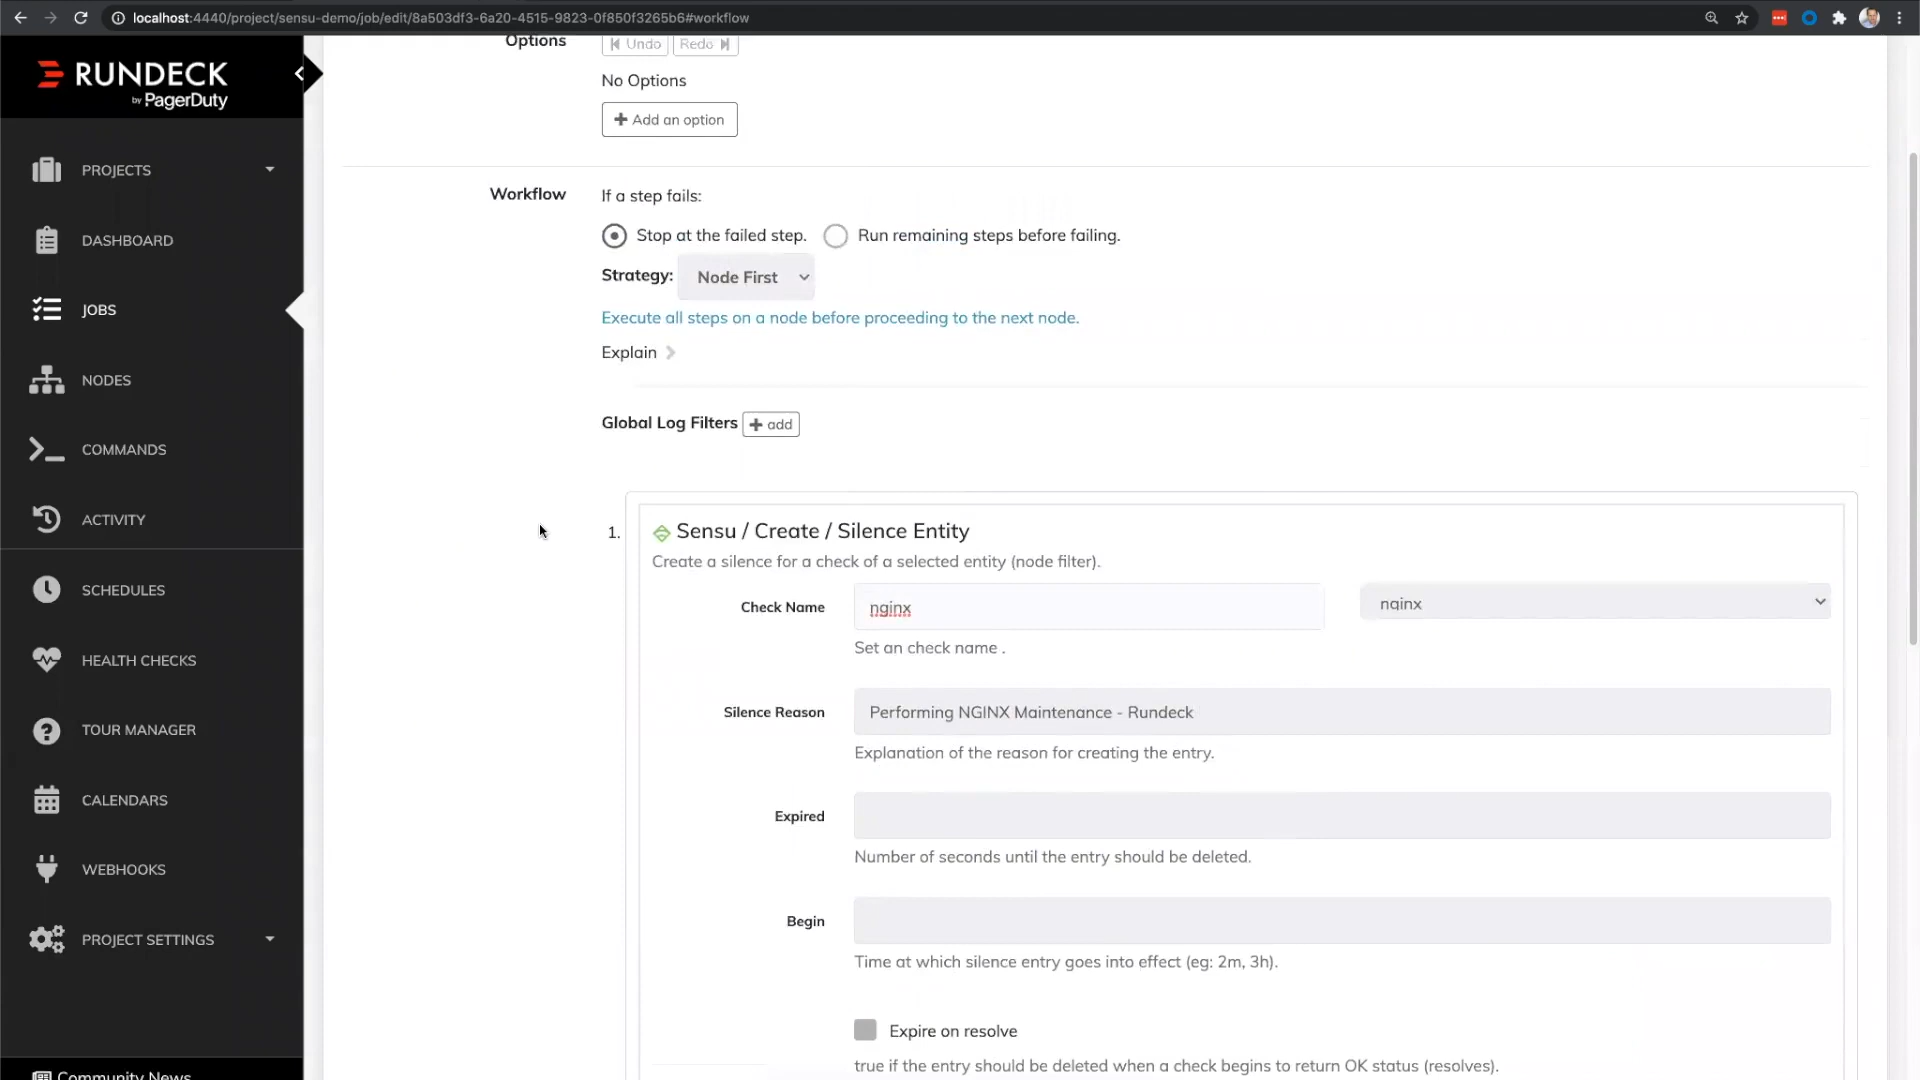 localhost:4440/project/sensu-demo/job/edit/8a503df3-6a20-4515-9823-0f850f3265b6#workflow
RUNDECK
by PagerDuty
PROJECTS
DASHBOARD
JOBS
NODES
COMMANDS
ACTIVITY
SCHEDULES
HEALTH CHECKS
TOUR MANAGER
CALENDARS
WEBHOOKS
PROJECT SETTINGS
Community News
Options
Undo Redo
No Options
Add an option
Workflow
If a step fails:
Stop at the failed step. Run remaining steps before failing.
Strategy: Node First
Execute all steps on a node before proceeding to the next node.
Explain
Global Log Filters + add
1. Sensu / Create / Silence Entity
Create a silence for a check of a selected entity (node filter).
Check Name nginx nginx
Set an check name .
Silence Reason Performing NGINX Maintenance - Rundeck
Explanation of the reason for creating the entry.
Expired
Number of seconds until the entry should be deleted.
Begin
Time at which silence entry goes into effect (eg: 2m, 3h).
Expire on resolve
true if the entry should be deleted when a check begins to return OK status (resolves).